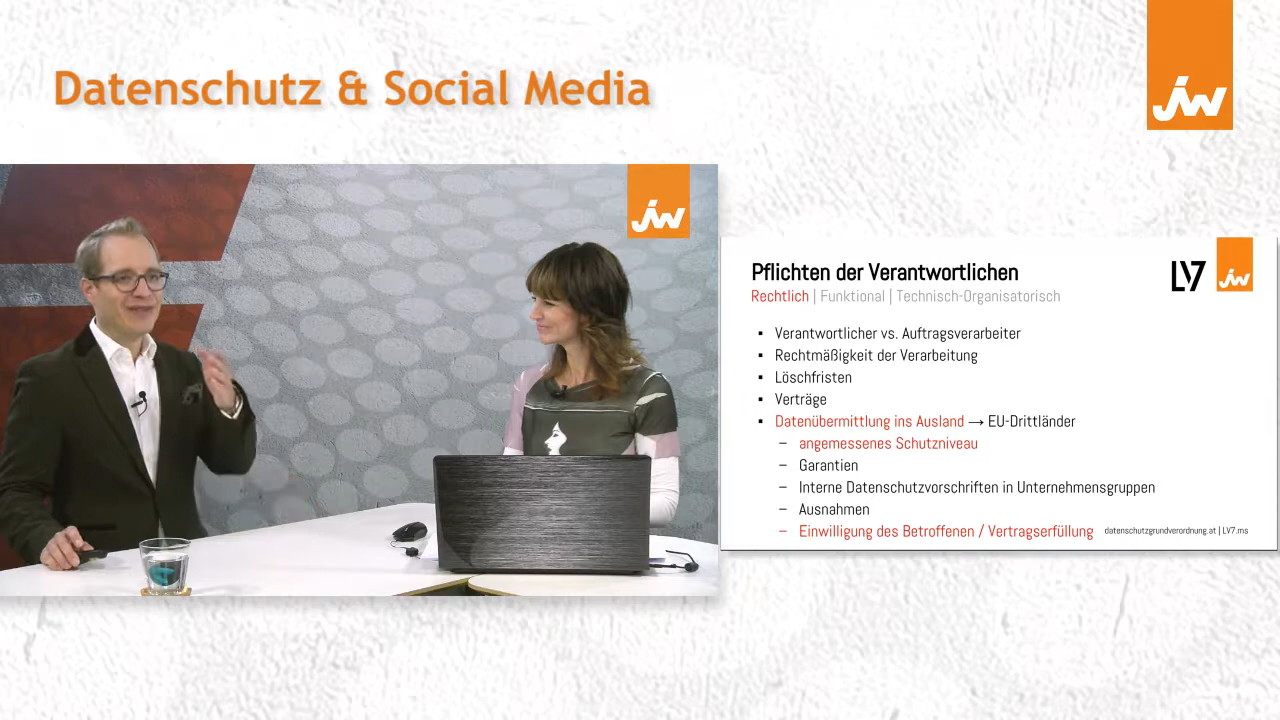 Datenschutz & Social Media
jw
jw
Pflichten der Verantwortlichen
LV7
jw
Rechtlich | Funktional | Technisch-Organisatorisch
▪ Verantwortlicher vs. Auftragsverarbeiter
▪ Rechtmäßigkeit der Verarbeitung
▪ Löschfristen
▪ Verträge
▪ Datenübermittlung ins Ausland → EU-Drittländer
– angemessenes Schutzniveau
– Garantien
– Interne Datenschutzvorschriften in Unternehmensgruppen
– Ausnahmen
– Einwilligung des Betroffenen / Vertragserfüllung
datenschutzgrundverordnung.at | LV7.ms